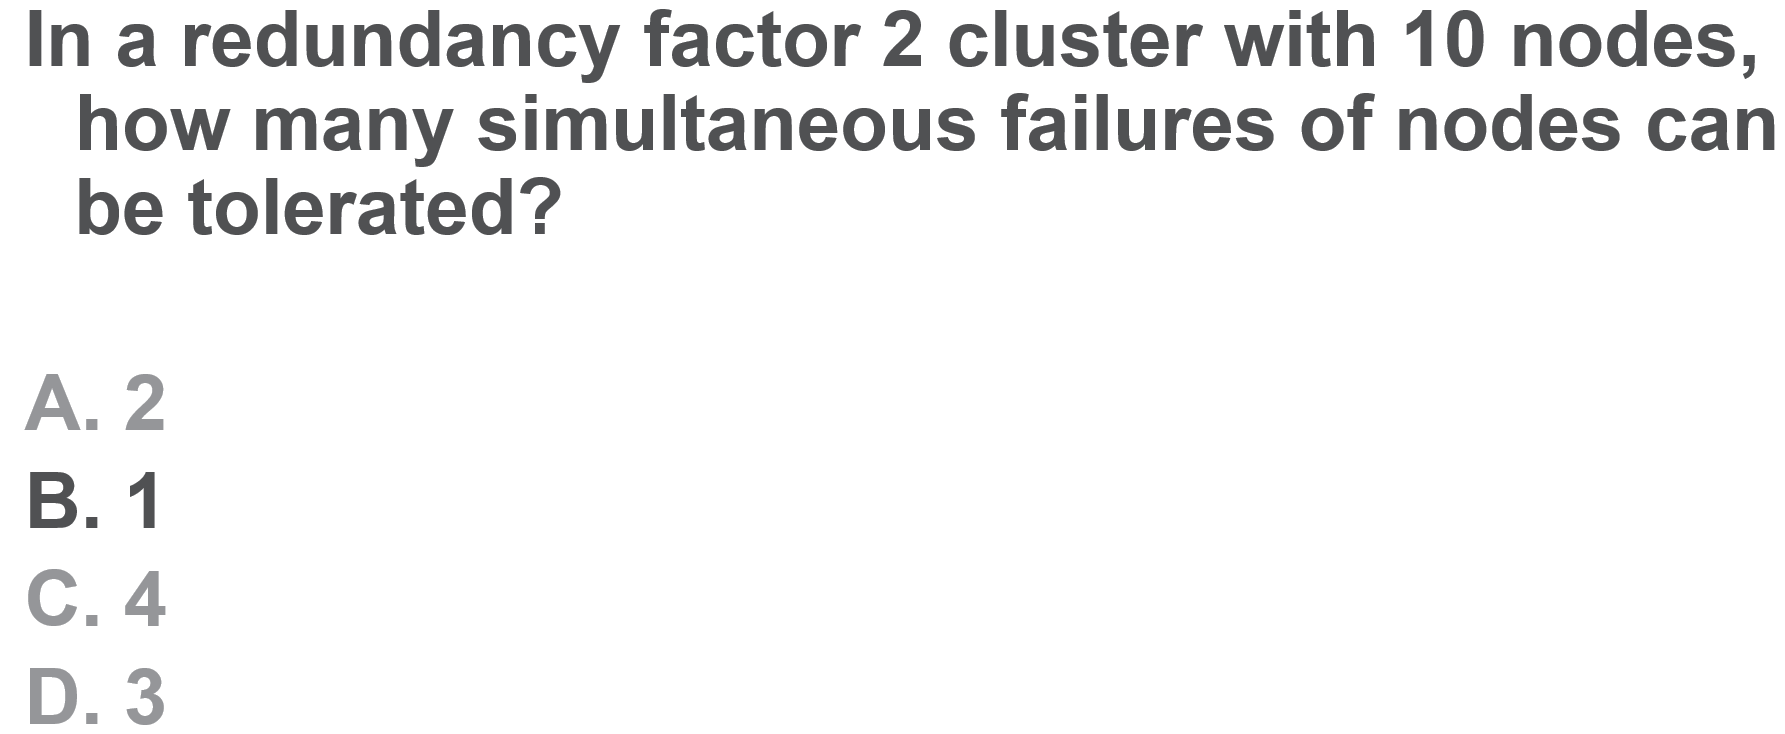 In a redundancy factor 2 cluster with 10 nodes,
how many simultaneous failures of nodes can
be tolerated?
A. 2
B. 1
C. 4
D. 3